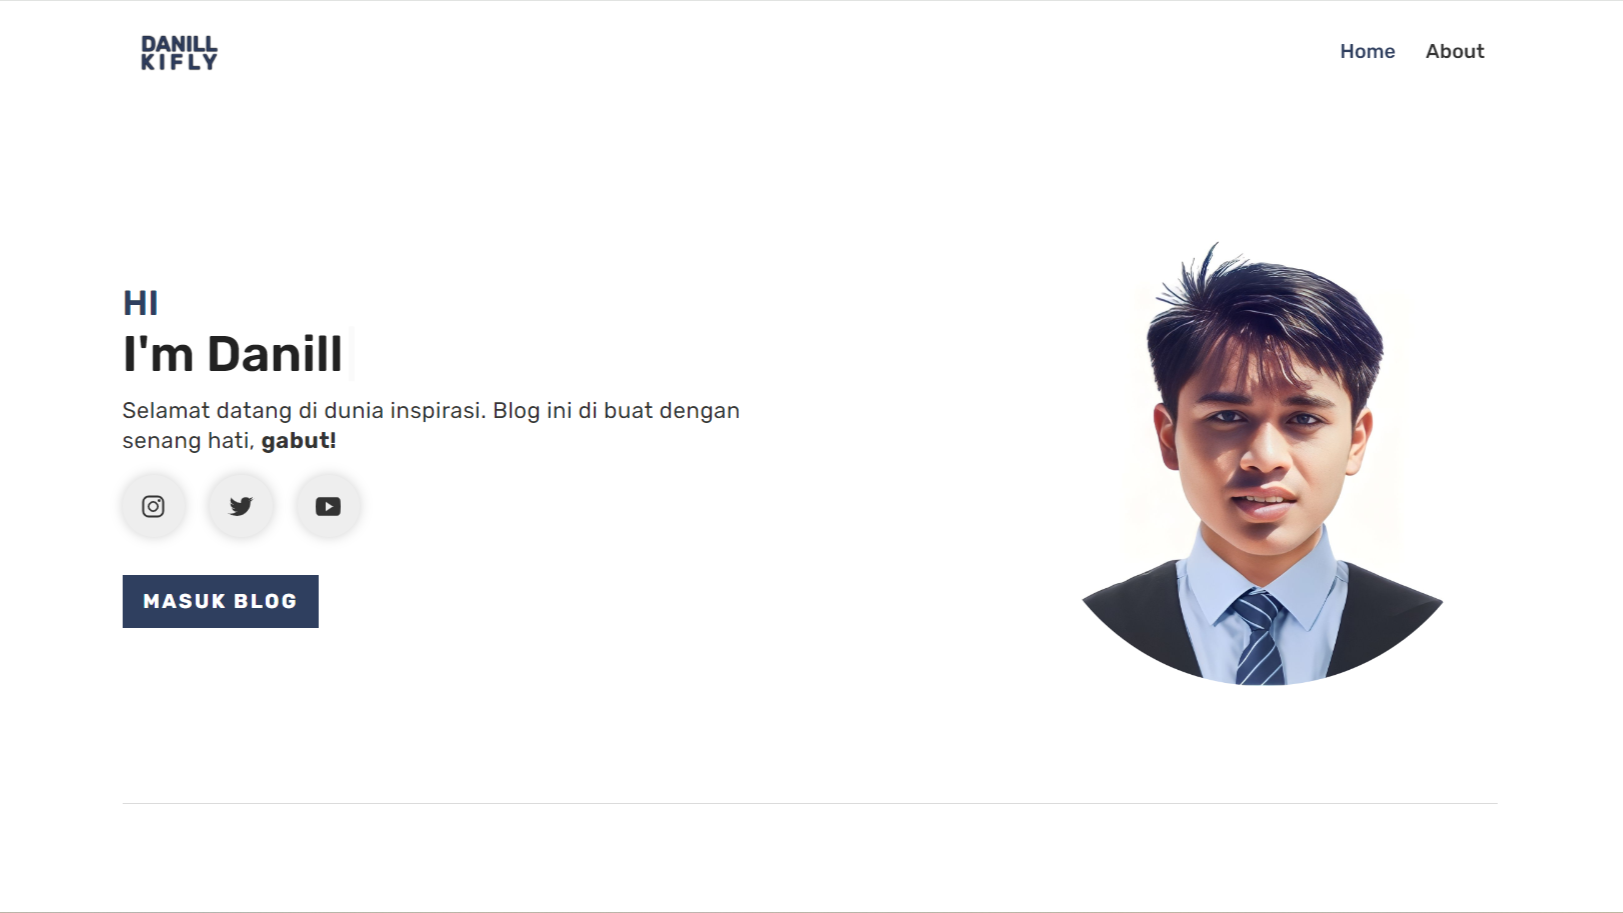 DANILL
KIFLY
Home
About
HI
I'm Danill
Selamat datang di dunia inspirasi. Blog ini di buat dengan
senang hati, gabut!
MASUK BLOG